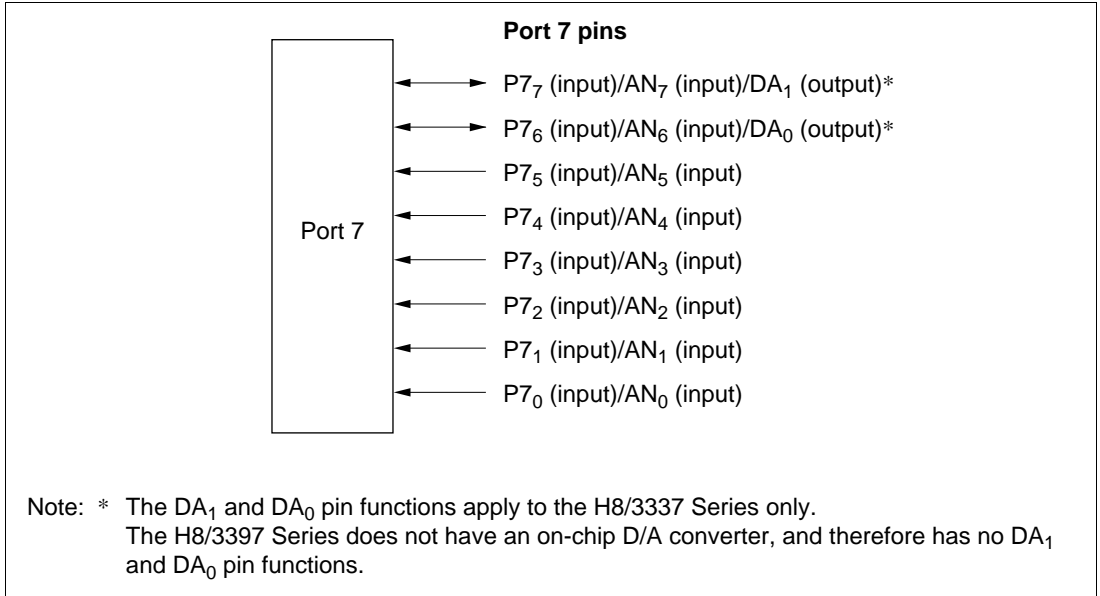 Port 7 pins
P7₇ (input)/AN₇ (input)/DA₁ (output)*
P7₆ (input)/AN₆ (input)/DA₀ (output)*
P7₅ (input)/AN₅ (input)
P7₄ (input)/AN₄ (input)
Port 7
P7₃ (input)/AN₃ (input)
P7₂ (input)/AN₂ (input)
P7₁ (input)/AN₁ (input)
P7₀ (input)/AN₀ (input)
Note: * The DA₁ and DA₀ pin functions apply to the H8/3337 Series only.
The H8/3397 Series does not have an on-chip D/A converter, and therefore has no DA₁
and DA₀ pin functions.